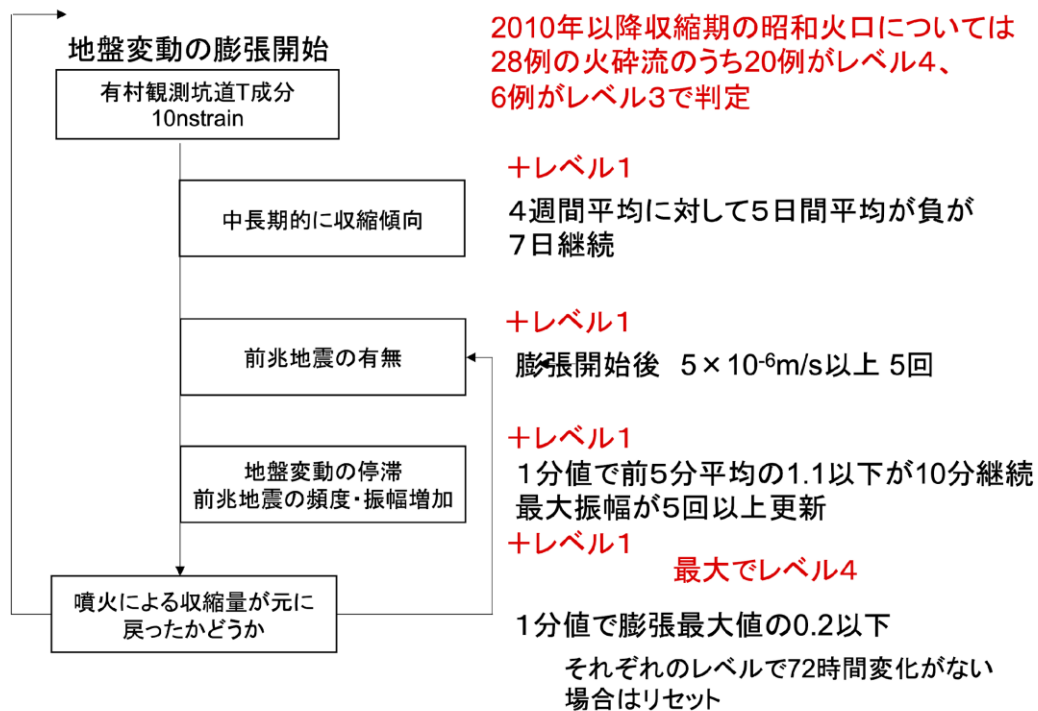 2010年以降収縮期の昭和火口については
28例の火砕流のうち20例がレベル４、
6例がレベル３で判定
地盤変動の膨張開始
有村観測坑道T成分
10nstrain
＋レベル１
中長期的に収縮傾向
４週間平均に対して５日間平均が負が
７日継続
＋レベル１
前兆地震の有無
膨張開始後 5×10-6m/s以上 5回
＋レベル１
地盤変動の停滞
前兆地震の頻度・振幅増加
１分値で前５分平均の1.1以下が10分継続
最大振幅が５回以上更新
＋レベル１
最大でレベル４
噴火による収縮量が元に
戻ったかどうか
１分値で膨張最大値の0.2以下
それぞれのレベルで72時間変化がない
場合はリセット